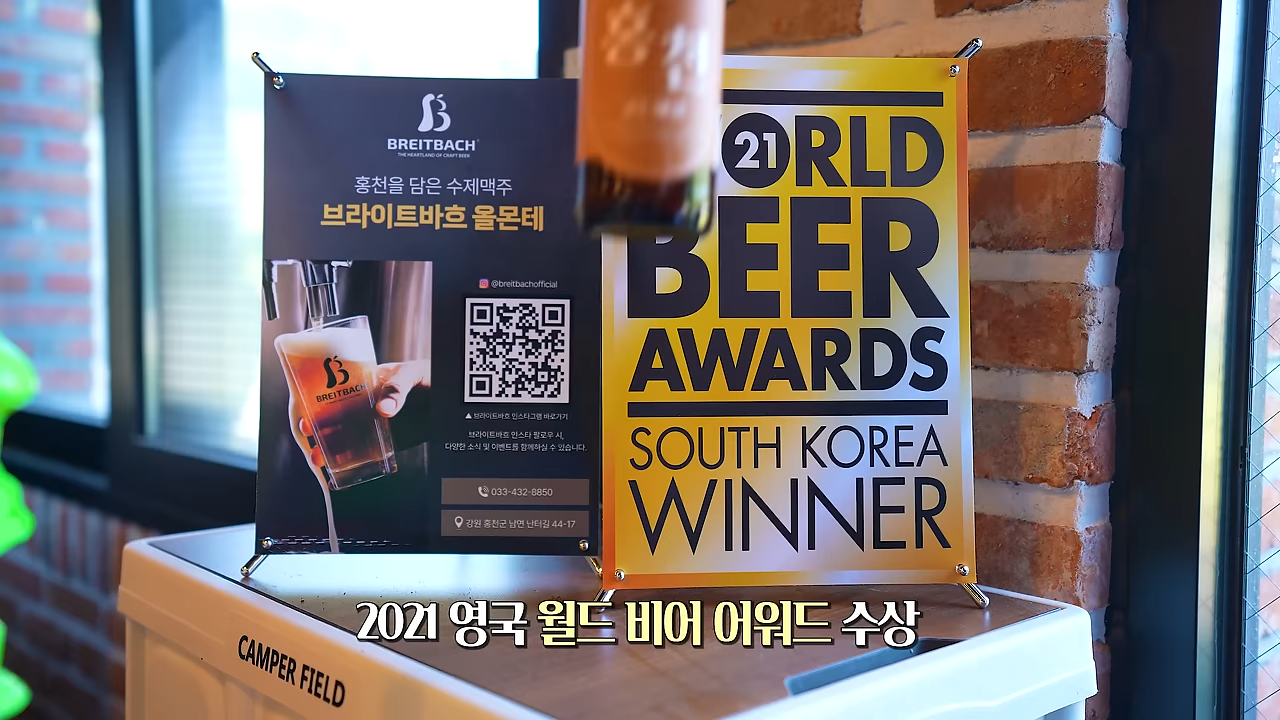 BREITBACH
THE HEARTLAND OF CRAFT BEER
홍천을 담은 수제맥주
브라이트바흐 올몬테
@breitbachofficial
BREITBACH
▲ 브라이트바흐 인스타그램 바로가기
브라이트바흐 인스타 팔로우 시,
다양한 소식 및 이벤트를 함께하실 수 있습니다.
033-432-8850
강원 홍천군 남면 난터길 44-17
21
WORLD
BEER
AWARDS
SOUTH KOREA
WINNER
2021 영국 월드 비어 어워드 수상
CAMPER FIELD